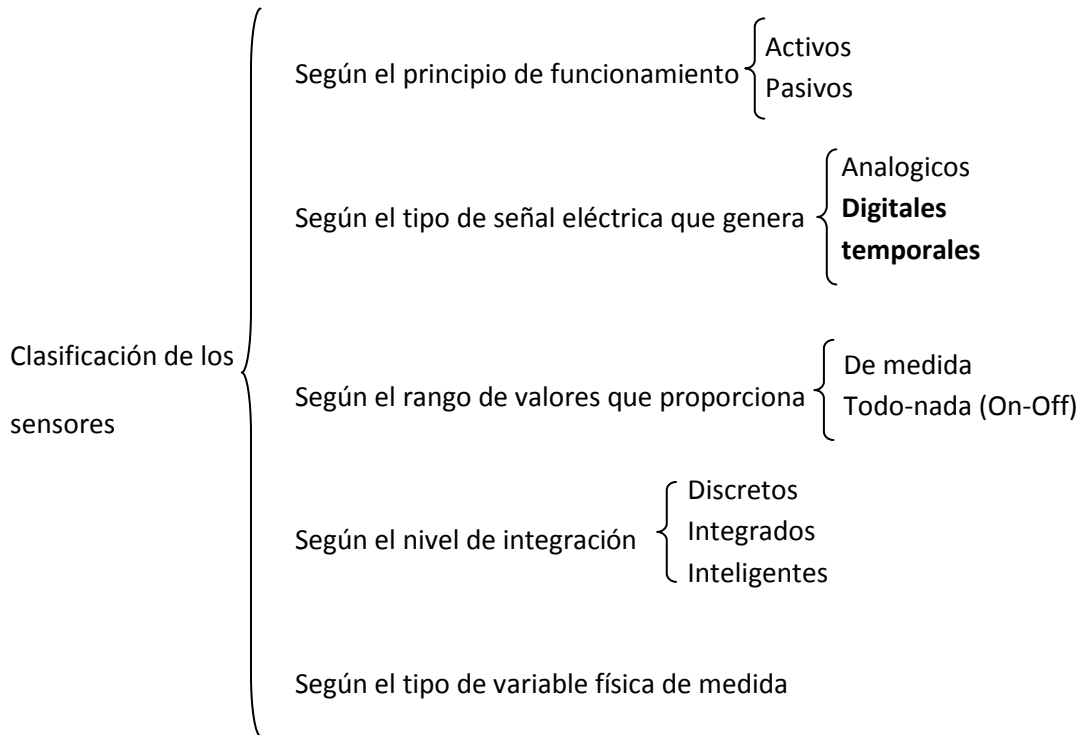 Clasificación de los
sensores
Según el principio de funcionamiento
Activos
Pasivos
Según el tipo de señal eléctrica que genera
Analogicos
Digitales
temporales
Según el rango de valores que proporciona
De medida
Todo-nada (On-Off)
Según el nivel de integración
Discretos
Integrados
Inteligentes
Según el tipo de variable física de medida